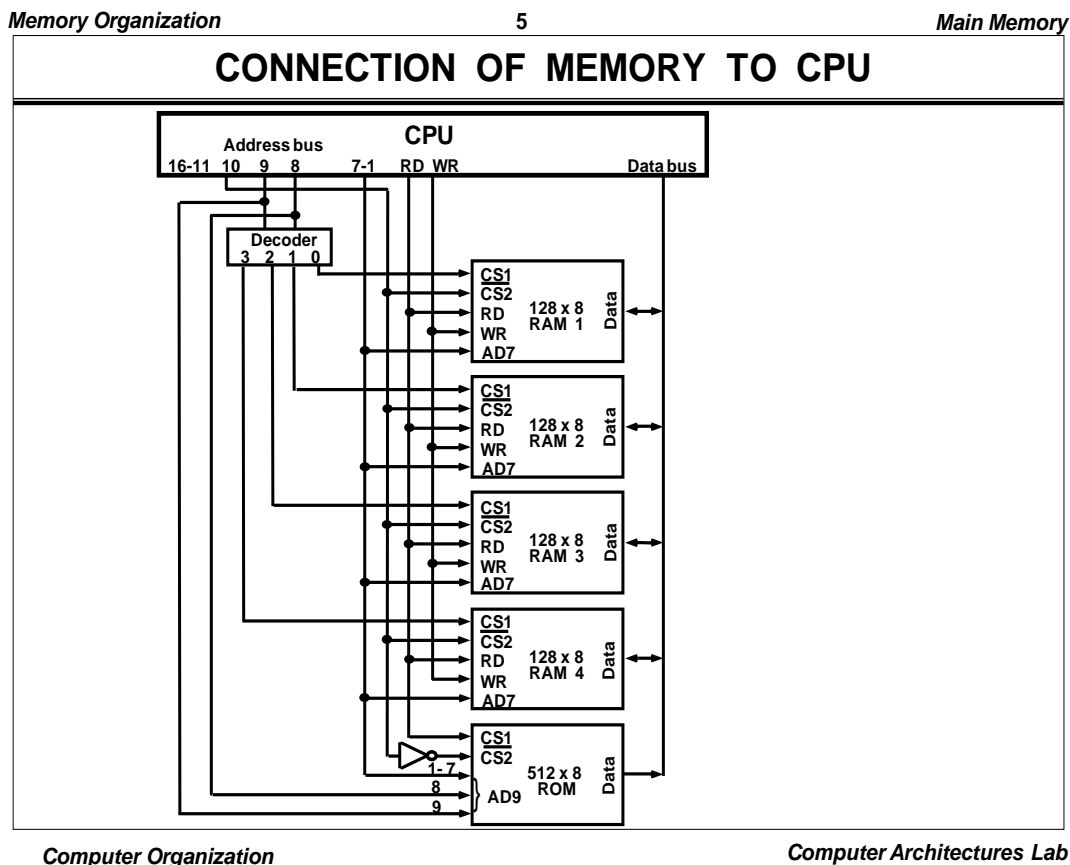 Memory Organization 5 Main Memory
CONNECTION OF MEMORY TO CPU
CPU
Address bus
16-11 10 9 8 7-1 RD WR Data bus
Decoder
3 2 1 0
CS1
CS2
RD
WR
AD7
128 x 8
RAM 1
Data
CS1
CS2
RD
WR
AD7
128 x 8
RAM 2
Data
CS1
CS2
RD
WR
AD7
128 x 8
RAM 3
Data
CS1
CS2
RD
WR
AD7
128 x 8
RAM 4
Data
CS1
CS2
1- 7
8
9
} AD9
512 x 8
ROM
Data
Computer Organization Computer Architectures Lab